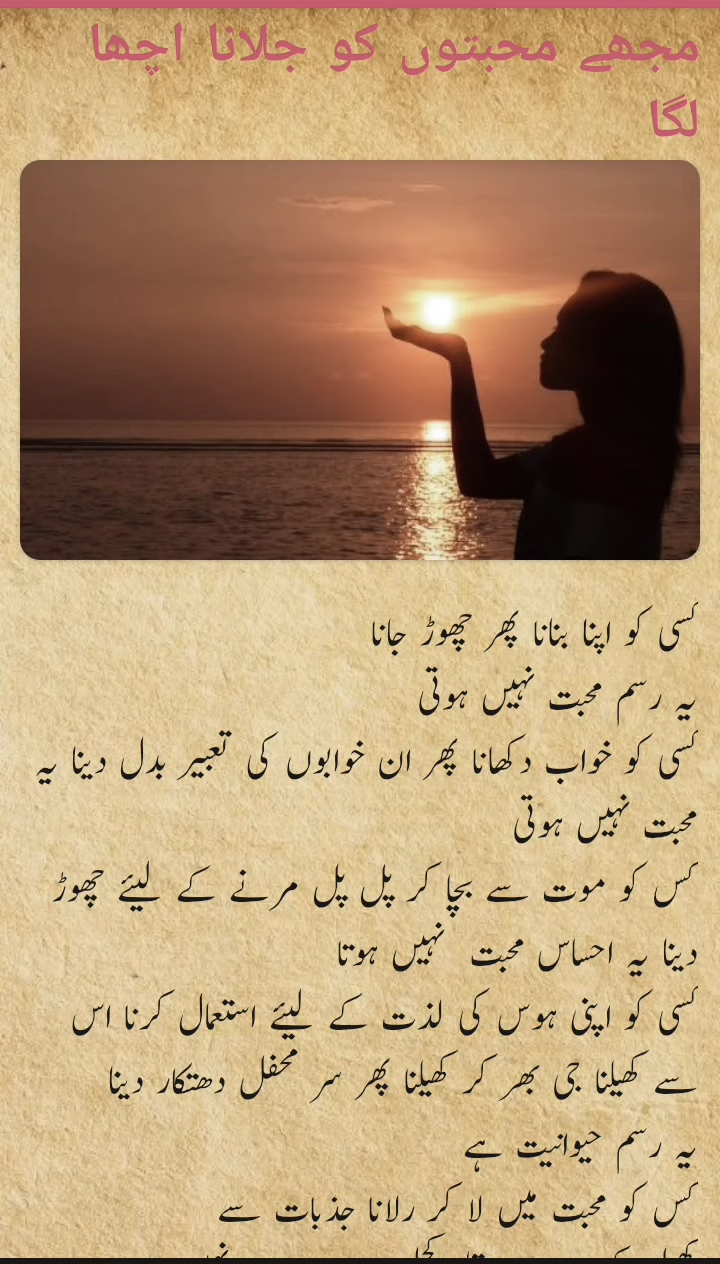 مجھے محبتوں کو جلانا اچھا
لگا
کسی کو اپنا بنانا پھر چھوڑ جانا
یہ رسم محبت نہیں ہوتی
کسی کو خواب دکھانا پھر ان خوابوں کی تعبیر بدل دینا یہ
محبت نہیں ہوتی
کس کو موت سے بچا کر پل پل مرنے کے لیئے چھوڑ
دینا یہ احساس محبت نہیں ہوتا
کسی کو اپنی ہوس کی لذت کے لیئے استعمال کرنا اس
سے کھیلنا جی بھر کر کھیلنا پھر سر محفل دھتکار دینا
یہ رسم حیوانیت ہے
کس کو محبت میں لا کر رلانا جذبات سے